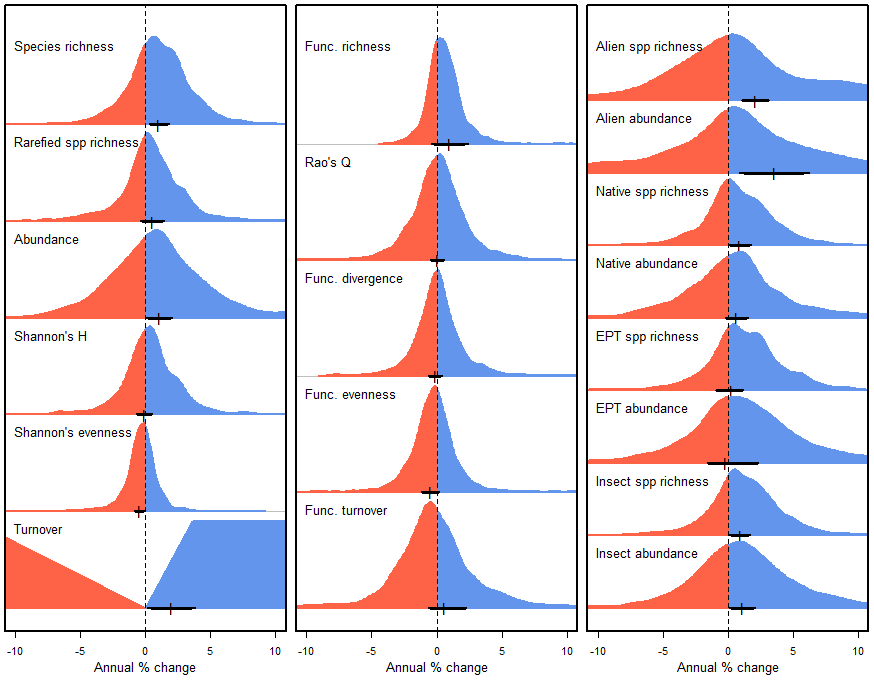 Species richness
Rarefied spp richness
Abundance
Shannon's H
Shannon's evenness
Turnover
-10 -5 0 5 10
Annual % change
Func. richness
Rao's Q
Func. divergence
Func. evenness
Func. turnover
-10 -5 0 5 10
Annual % change
Alien spp richness
Alien abundance
Native spp richness
Native abundance
EPT spp richness
EPT abundance
Insect spp richness
Insect abundance
-10 -5 0 5 10
Annual % change